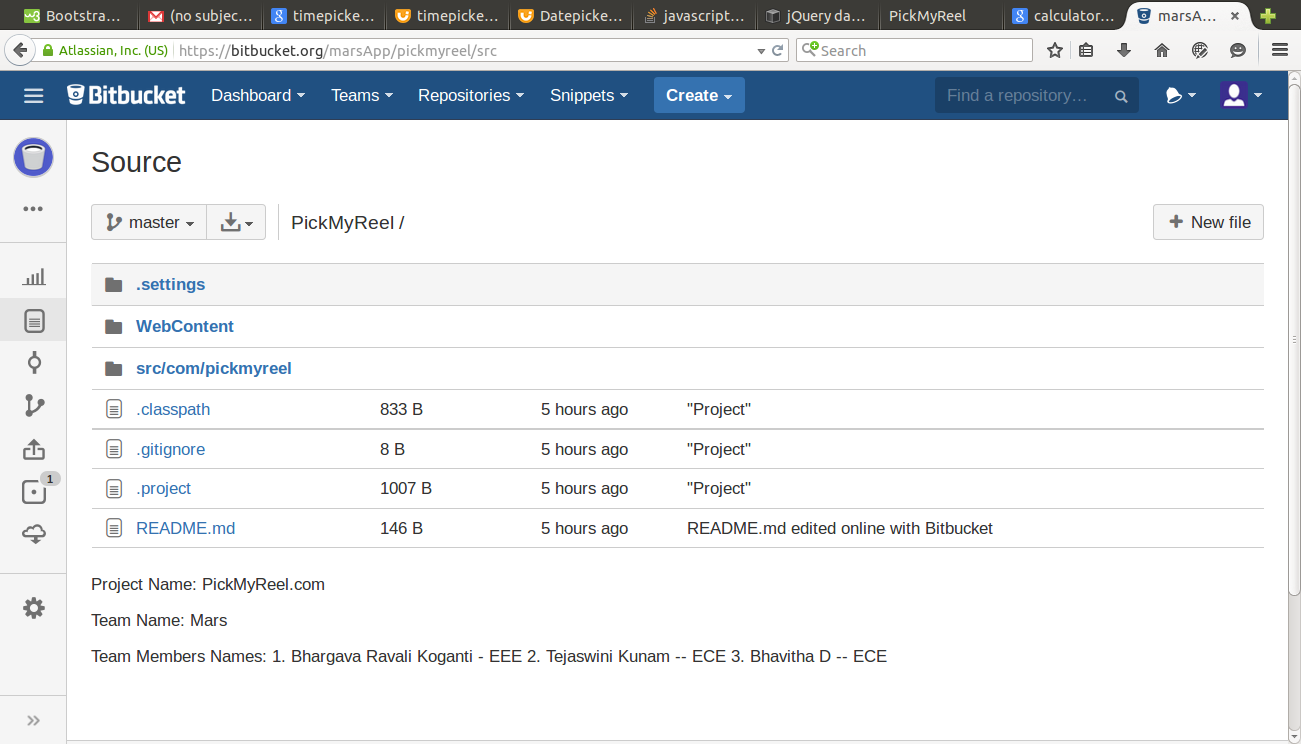 Bootstra... (no subjec... timepicke... timepicke... Datepicke... javascript... jQuery da... PickMyReel calculator... marsA... ×
Atlassian, Inc. (US) https://bitbucket.org/marsApp/pickmyreel/src Search
Bitbucket Dashboard Teams Repositories Snippets Create Find a repository...
Source
master PickMyReel / + New file
.settings
WebContent
src/com/pickmyreel
.classpath 833 B 5 hours ago "Project"
.gitignore 8 B 5 hours ago "Project"
.project 1007 B 5 hours ago "Project"
1
README.md 146 B 5 hours ago README.md edited online with Bitbucket
Project Name: PickMyReel.com
Team Name: Mars
Team Members Names: 1. Bhargava Ravali Koganti - EEE 2. Tejaswini Kunam -- ECE 3. Bhavitha D -- ECE